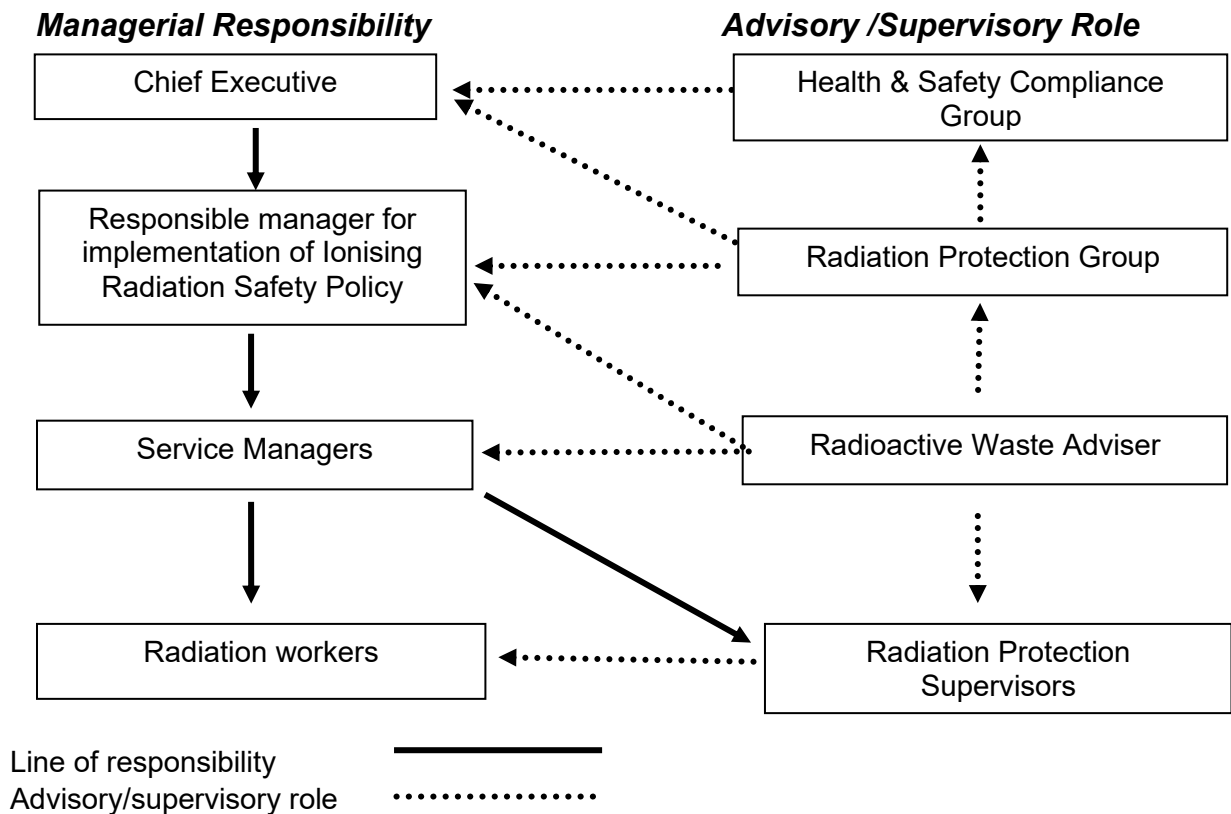 Managerial Responsibility
Advisory /Supervisory Role
Chief Executive
Health & Safety Compliance
Group
Responsible manager for
implementation of Ionising
Radiation Safety Policy
Radiation Protection Group
Service Managers
Radioactive Waste Adviser
Radiation workers
Radiation Protection
Supervisors
Line of responsibility
Advisory/supervisory role